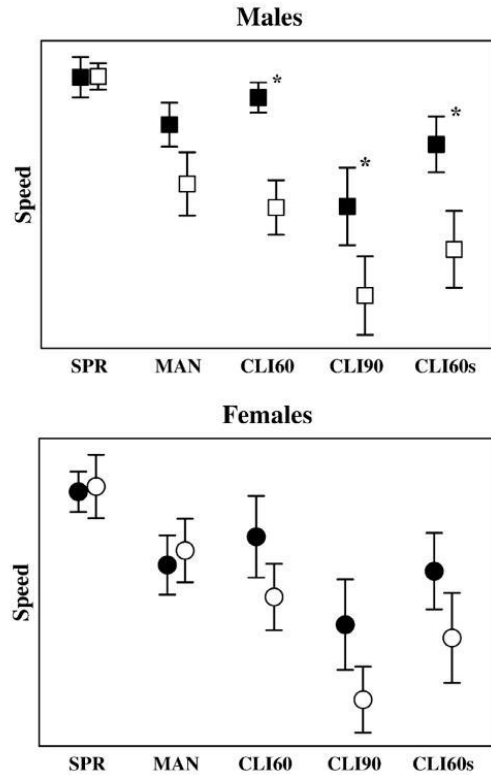 Males
*
*
*
Speed
SPR MAN CLI60 CLI90 CLI60s
Females
Speed
SPR MAN CLI60 CLI90 CLI60s